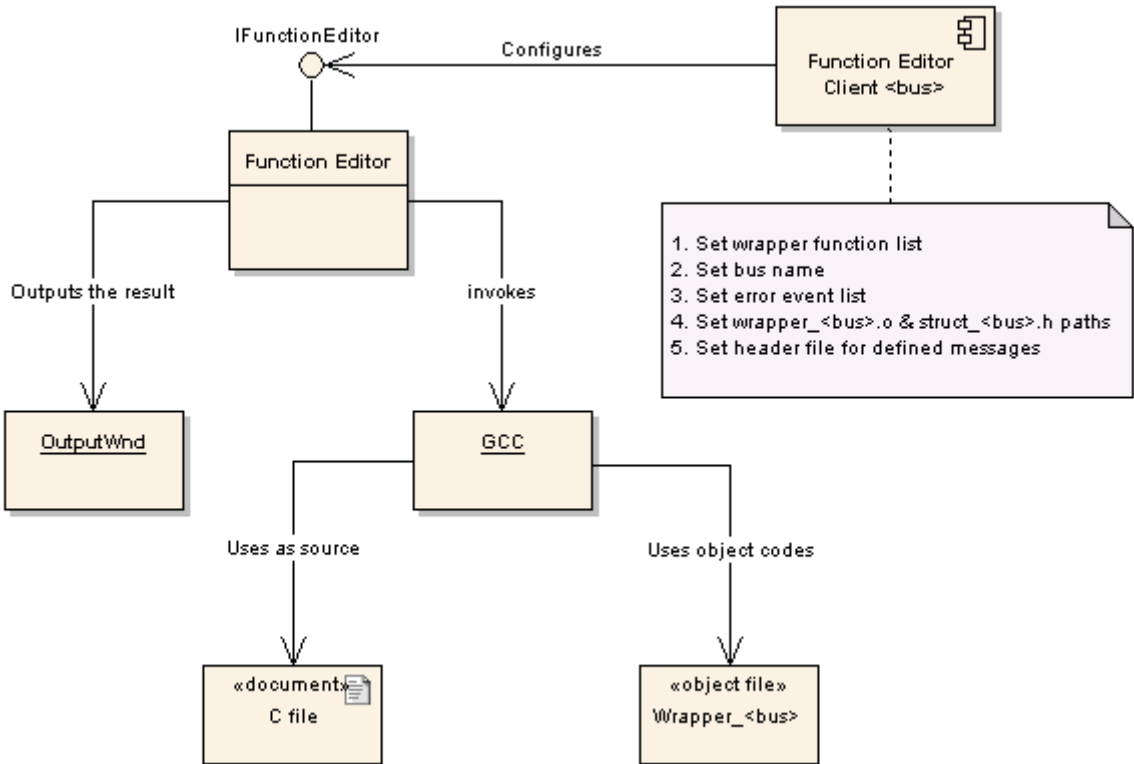 IFunctionEditor
Configures
Function Editor
Client <bus>
Function Editor
1. Set wrapper function list
2. Set bus name
3. Set error event list
4. Set wrapper_<bus>.o & struct_<bus>.h paths
5. Set header file for defined messages
Outputs the result
invokes
OutputWnd
GCC
Uses as source
Uses object codes
«document»
C file
«object file»
Wrapper_<bus>